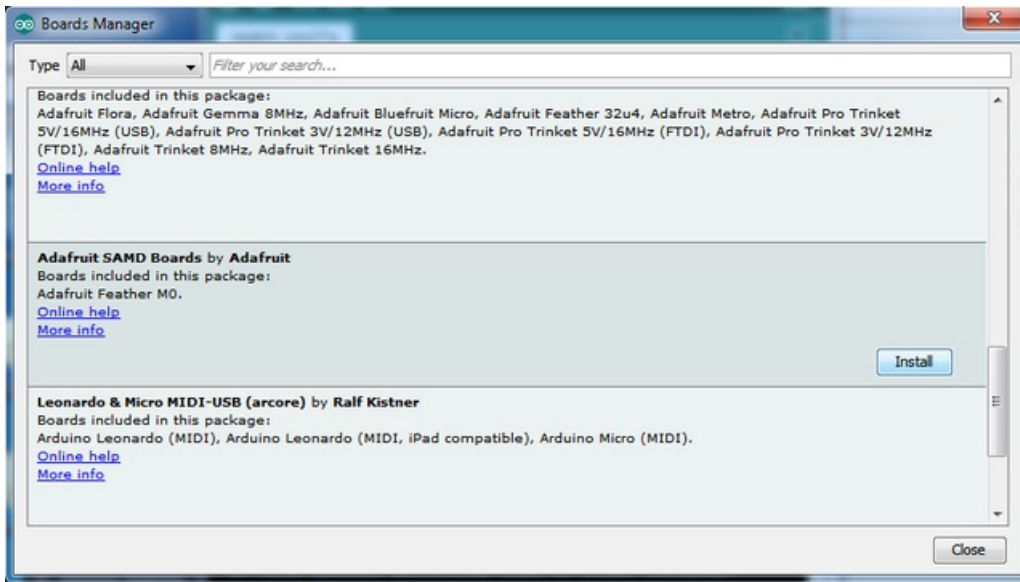 Boards Manager
Type All Filter your search...
Boards included in this package:
Adafruit Flora, Adafruit Gemma 8MHz, Adafruit Bluefruit Micro, Adafruit Feather 32u4, Adafruit Metro, Adafruit Pro Trinket
5V/16MHz (USB), Adafruit Pro Trinket 3V/12MHz (USB), Adafruit Pro Trinket 5V/16MHz (FTDI), Adafruit Pro Trinket 3V/12MHz
(FTDI), Adafruit Trinket 8MHz, Adafruit Trinket 16MHz.
Online help
More info
Adafruit SAMD Boards by Adafruit
Boards included in this package:
Adafruit Feather M0.
Online help
More info
Install
Leonardo & Micro MIDI-USB (arcore) by Ralf Kistner
Boards included in this package:
Arduino Leonardo (MIDI), Arduino Leonardo (MIDI, iPad compatible), Arduino Micro (MIDI).
Online help
More info
Close